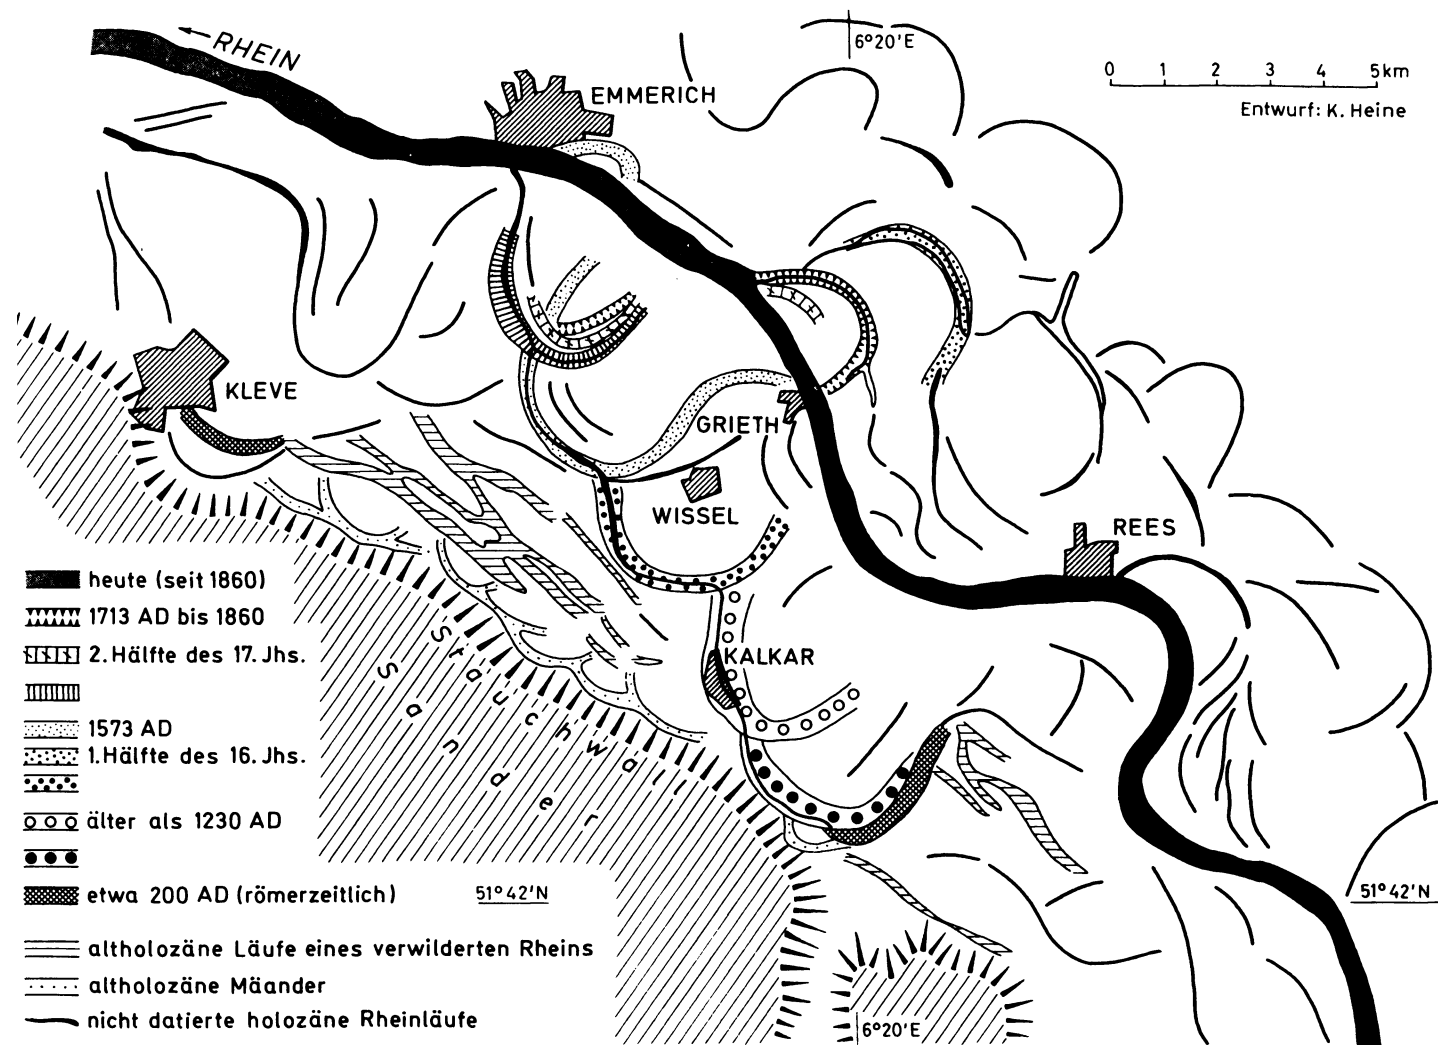 RHEIN
6°20'E
0 1 2 3 4 5km
Entwurf: K. Heine
EMMERICH
KLEVE
GRIETH
WISSEL
REES
KALKAR
Stauchwall
Sander
heute (seit 1860)
1713 AD bis 1860
2. Hälfte des 17. Jhs.
1573 AD
1. Hälfte des 16. Jhs.
älter als 1230 AD
etwa 200 AD (römerzeitlich)
51°42'N
51°42'N
altholozäne Läufe eines verwilderten Rheins
altholozäne Mäander
nicht datierte holozäne Rheinläufe
6°20'E